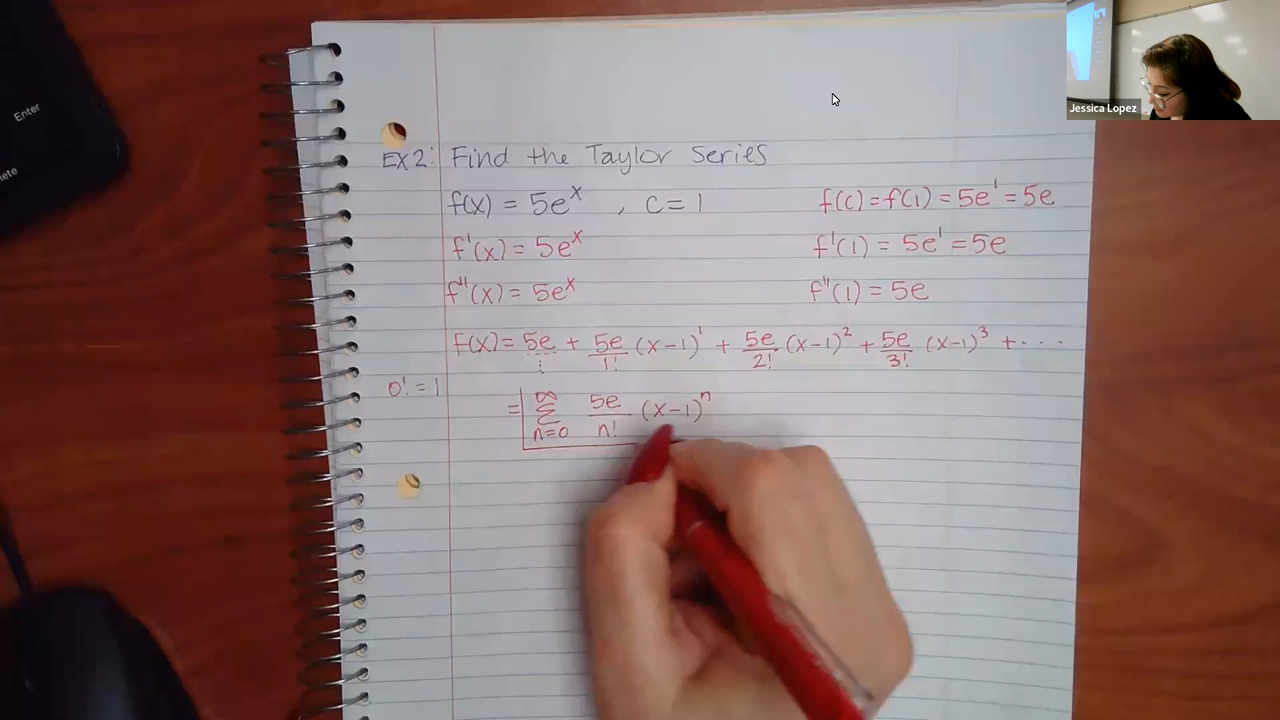 Enter
lete
Jessica Lopez
EX 2: Find the Taylor Series
f(x) = 5e^x , c = 1 f(c) = f(1) = 5e^1 = 5e
f'(x) = 5e^x f'(1) = 5e^1 = 5e
f''(x) = 5e^x f''(1) = 5e
f(x) = 5e + 5e/1! (x-1)^1 + 5e/2! (x-1)^2 + 5e/3! (x-1)^3 + ...
0! = 1
= ∞ Σ n=0 5e/n! (x-1)^n